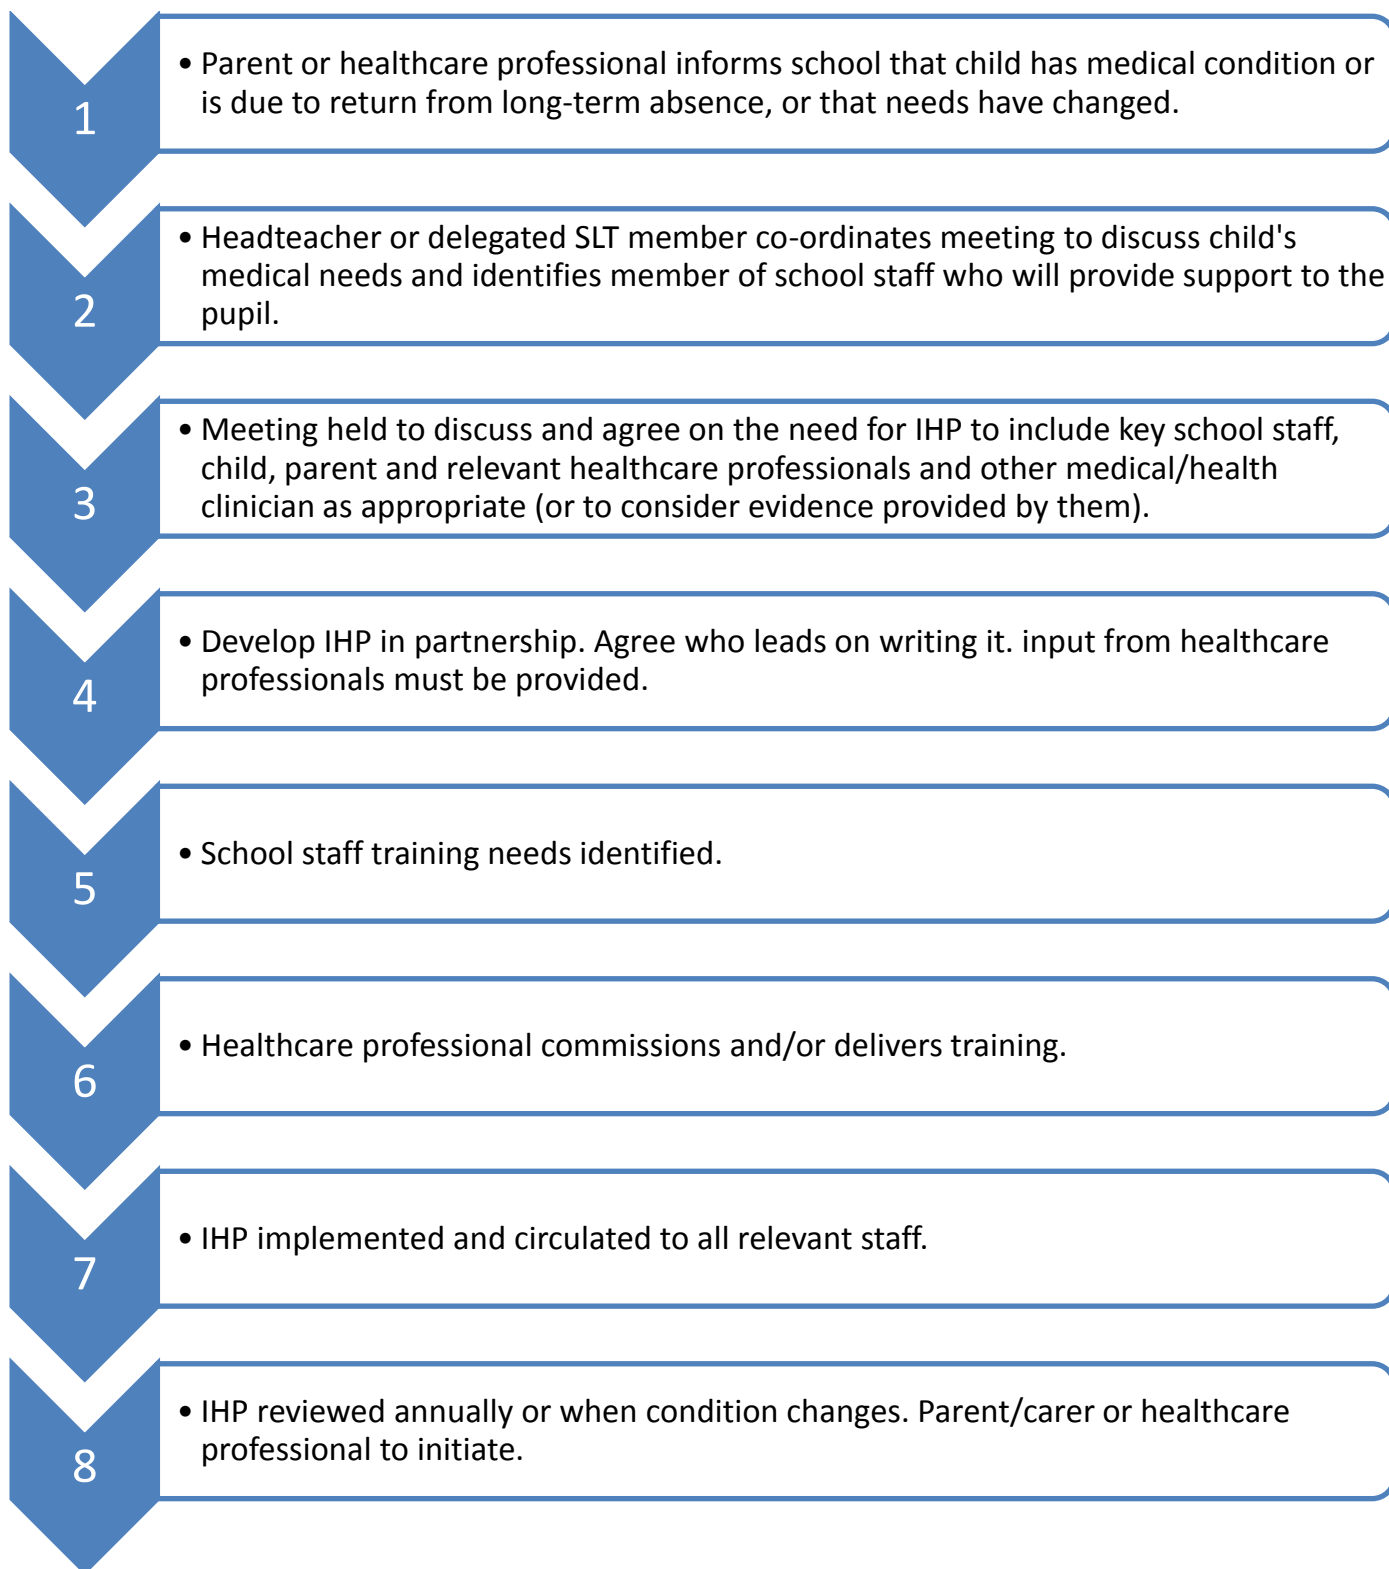 1
• Parent or healthcare professional informs school that child has medical condition or
is due to return from long-term absence, or that needs have changed.
2
• Headteacher or delegated SLT member co-ordinates meeting to discuss child's
medical needs and identifies member of school staff who will provide support to the
pupil.
3
• Meeting held to discuss and agree on the need for IHP to include key school staff,
child, parent and relevant healthcare professionals and other medical/health
clinician as appropriate (or to consider evidence provided by them).
4
• Develop IHP in partnership. Agree who leads on writing it. input from healthcare
professionals must be provided.
5
• School staff training needs identified.
6
• Healthcare professional commissions and/or delivers training.
7
• IHP implemented and circulated to all relevant staff.
8
• IHP reviewed annually or when condition changes. Parent/carer or healthcare
professional to initiate.